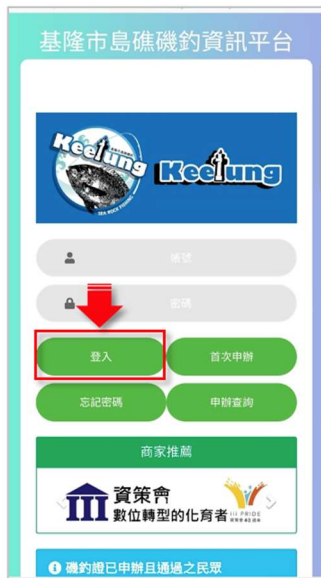 基隆市島礁磯釣資訊平台
Keelung
SEA ROCK FISHING
Keelung
帳號
密碼
登入
首次申辦
忘記密碼
申辦查詢
商家推薦
資策會
數位轉型的化育者
III PRIDE
磯釣證已申辦且通過之民眾